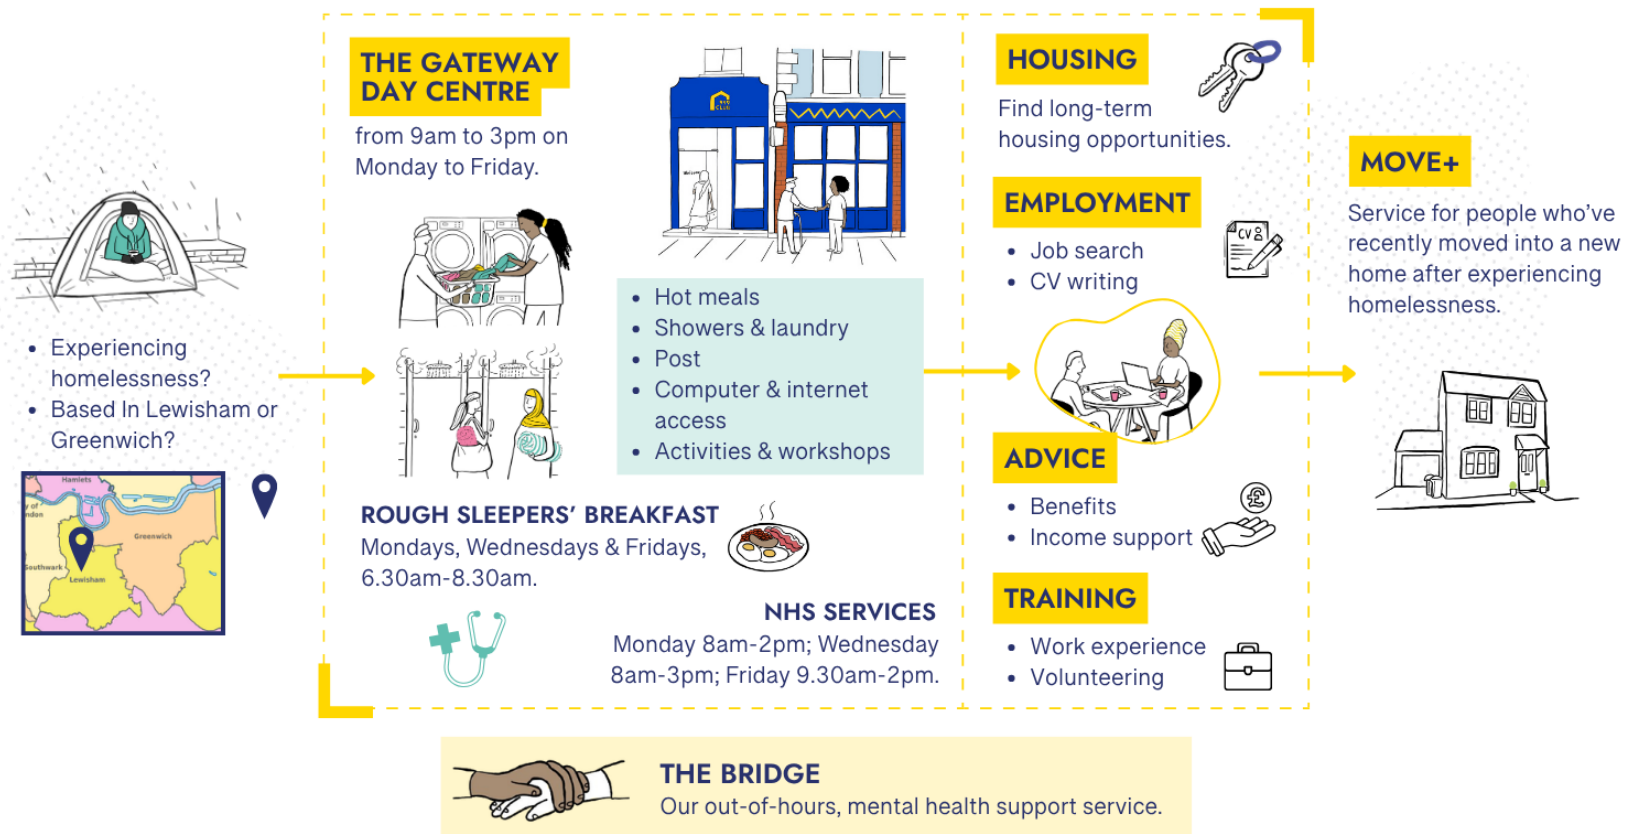 • Experiencing
homelessness?
• Based In Lewisham or
Greenwich?
Hamlets
y of
ndon
Greenwich
Southwark
Lewisham
THE GATEWAY
DAY CENTRE
from 9am to 3pm on
Monday to Friday.
• Hot meals
• Showers & laundry
• Post
• Computer & internet
access
• Activities & workshops
ROUGH SLEEPERS’ BREAKFAST
Mondays, Wednesdays & Fridays,
6.30am-8.30am.
NHS SERVICES
Monday 8am-2pm; Wednesday
8am-3pm; Friday 9.30am-2pm.
HOUSING
Find long-term
housing opportunities.
EMPLOYMENT
• Job search
• CV writing
CV
ADVICE
• Benefits
• Income support
£
TRAINING
• Work experience
• Volunteering
MOVE+
Service for people who’ve
recently moved into a new
home after experiencing
homelessness.
THE BRIDGE
Our out-of-hours, mental health support service.